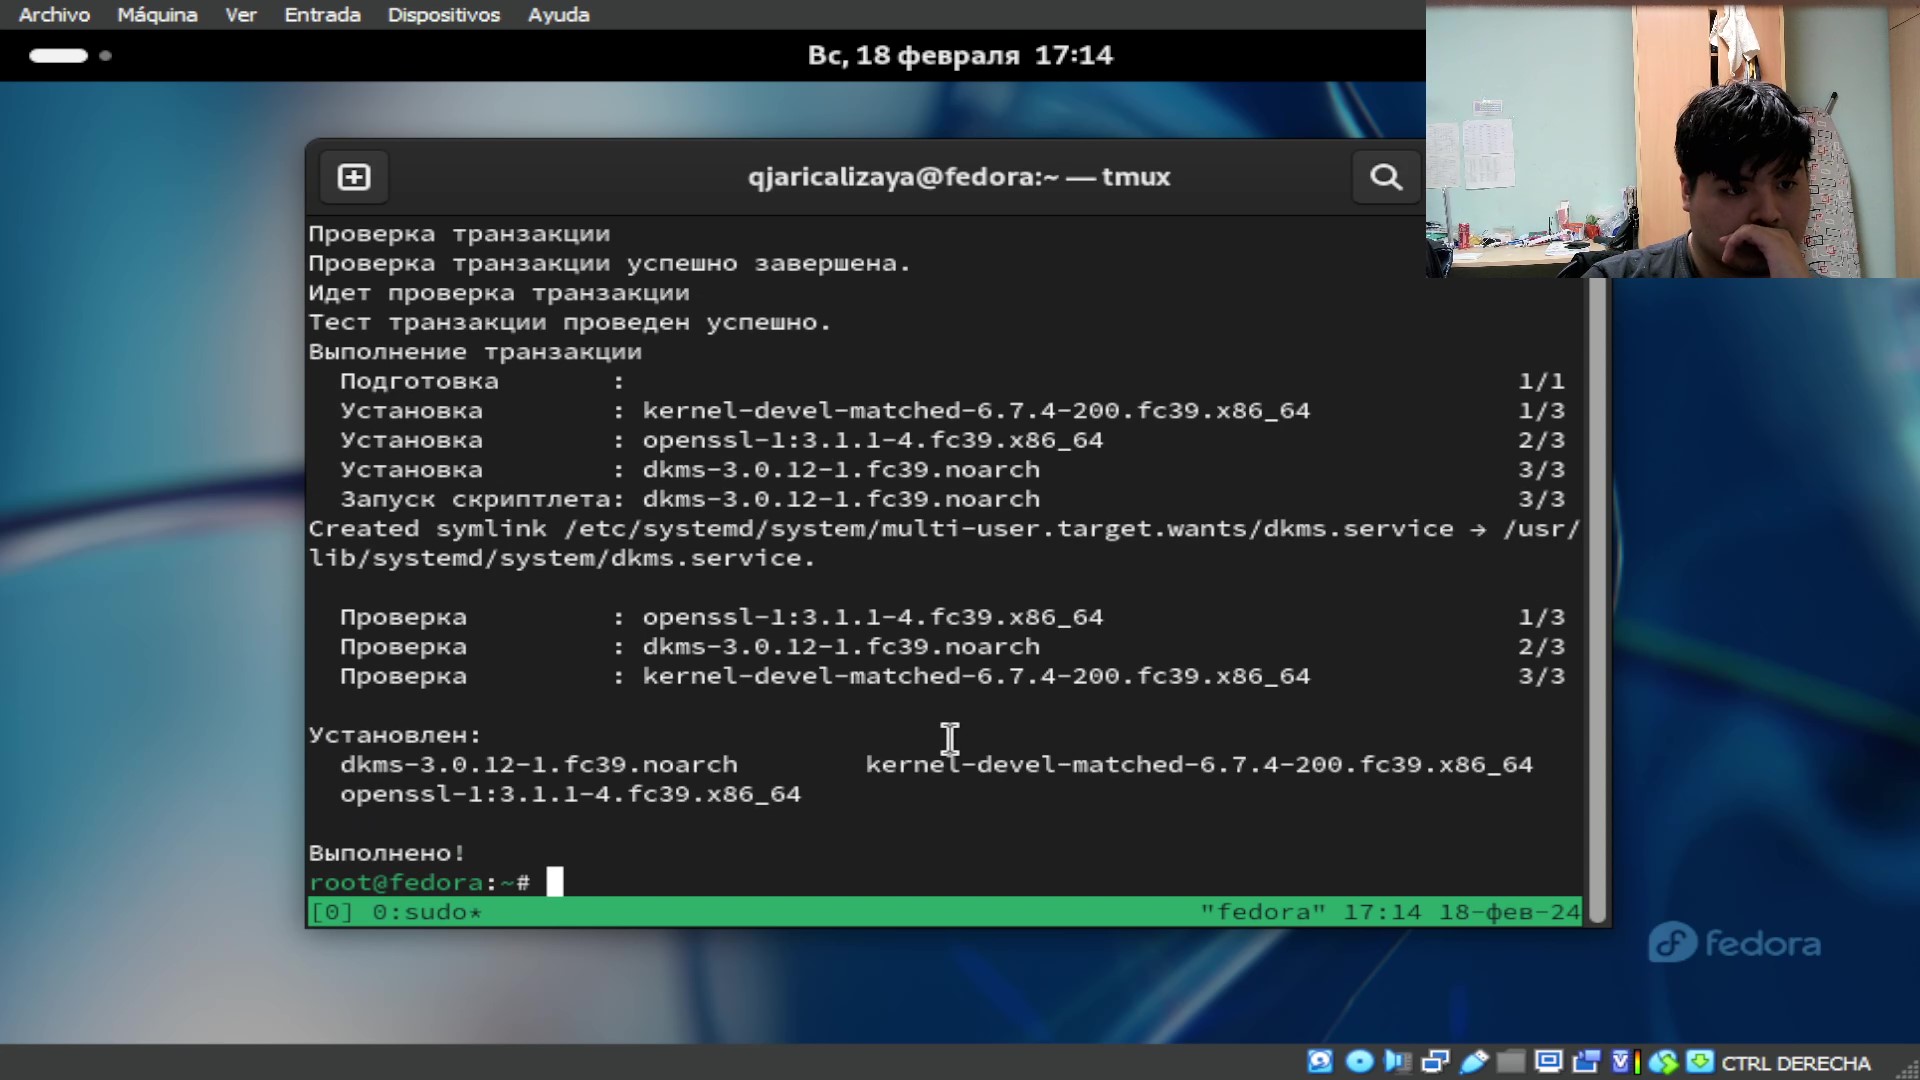 Archivo Máquina Ver Entrada Dispositivos Ayuda
Вс, 18 февраля 17:14
qjaricalizaya@fedora:~ — tmux
Проверка транзакции
Проверка транзакции успешно завершена.
Идет проверка транзакции
Тест транзакции проведен успешно.
Выполнение транзакции
Подготовка : 1/1
Установка : kernel-devel-matched-6.7.4-200.fc39.x86_64 1/3
Установка : openssl-1:3.1.1-4.fc39.x86_64 2/3
Установка : dkms-3.0.12-1.fc39.noarch 3/3
Запуск скриптлета: dkms-3.0.12-1.fc39.noarch 3/3
Created symlink /etc/systemd/system/multi-user.target.wants/dkms.service → /usr/
lib/systemd/system/dkms.service.
Проверка : openssl-1:3.1.1-4.fc39.x86_64 1/3
Проверка : dkms-3.0.12-1.fc39.noarch 2/3
Проверка : kernel-devel-matched-6.7.4-200.fc39.x86_64 3/3
Установлен:
dkms-3.0.12-1.fc39.noarch kernel-devel-matched-6.7.4-200.fc39.x86_64
openssl-1:3.1.1-4.fc39.x86_64
Выполнено!
root@fedora:~#
[0] 0:sudo* "fedora" 17:14 18-фев-24
fedora
CTRL DERECHA